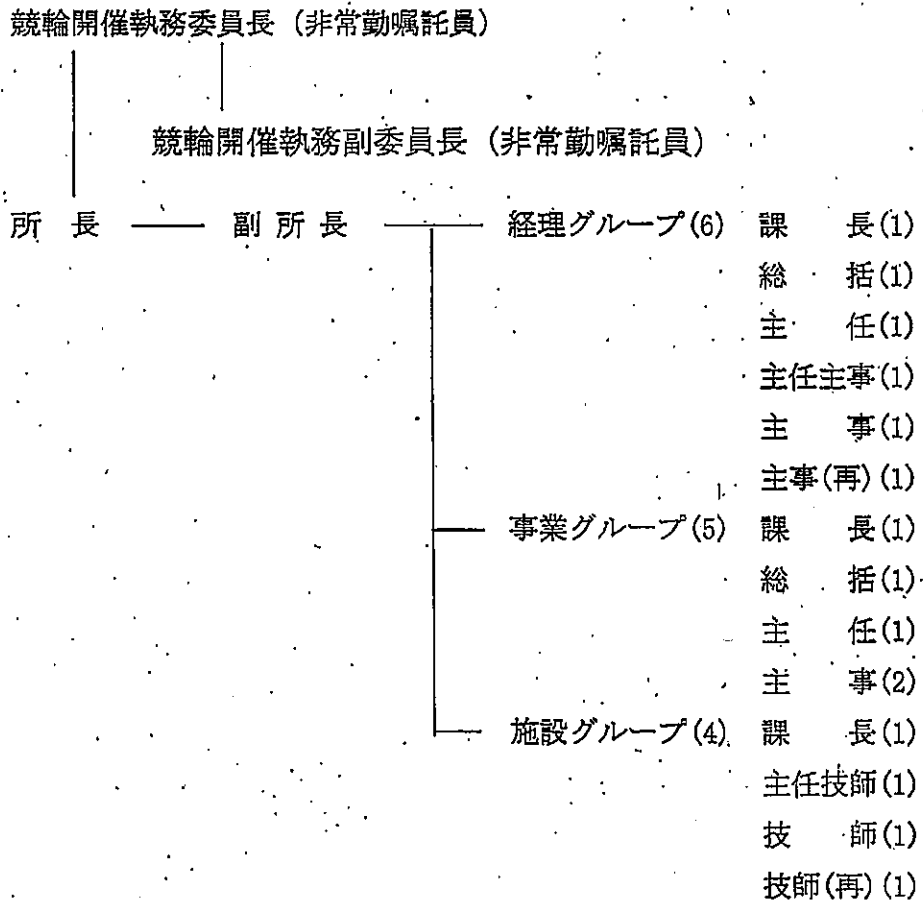 競輪開催執務委員長 (非常勤嘱託員)
競輪開催執務副委員長 (非常勤嘱託員)
所 長 副所長 経理グループ(6) 課 長(1)
総 括(1)
主 任(1)
主任主事(1)
主 事(1)
主事(再)(1)
事業グループ(5) 課 長(1)
総 括(1)
主 任(1)
主 事(2)
施設グループ(4) 課 長(1)
主任技師(1)
技 師(1)
技師(再)(1)